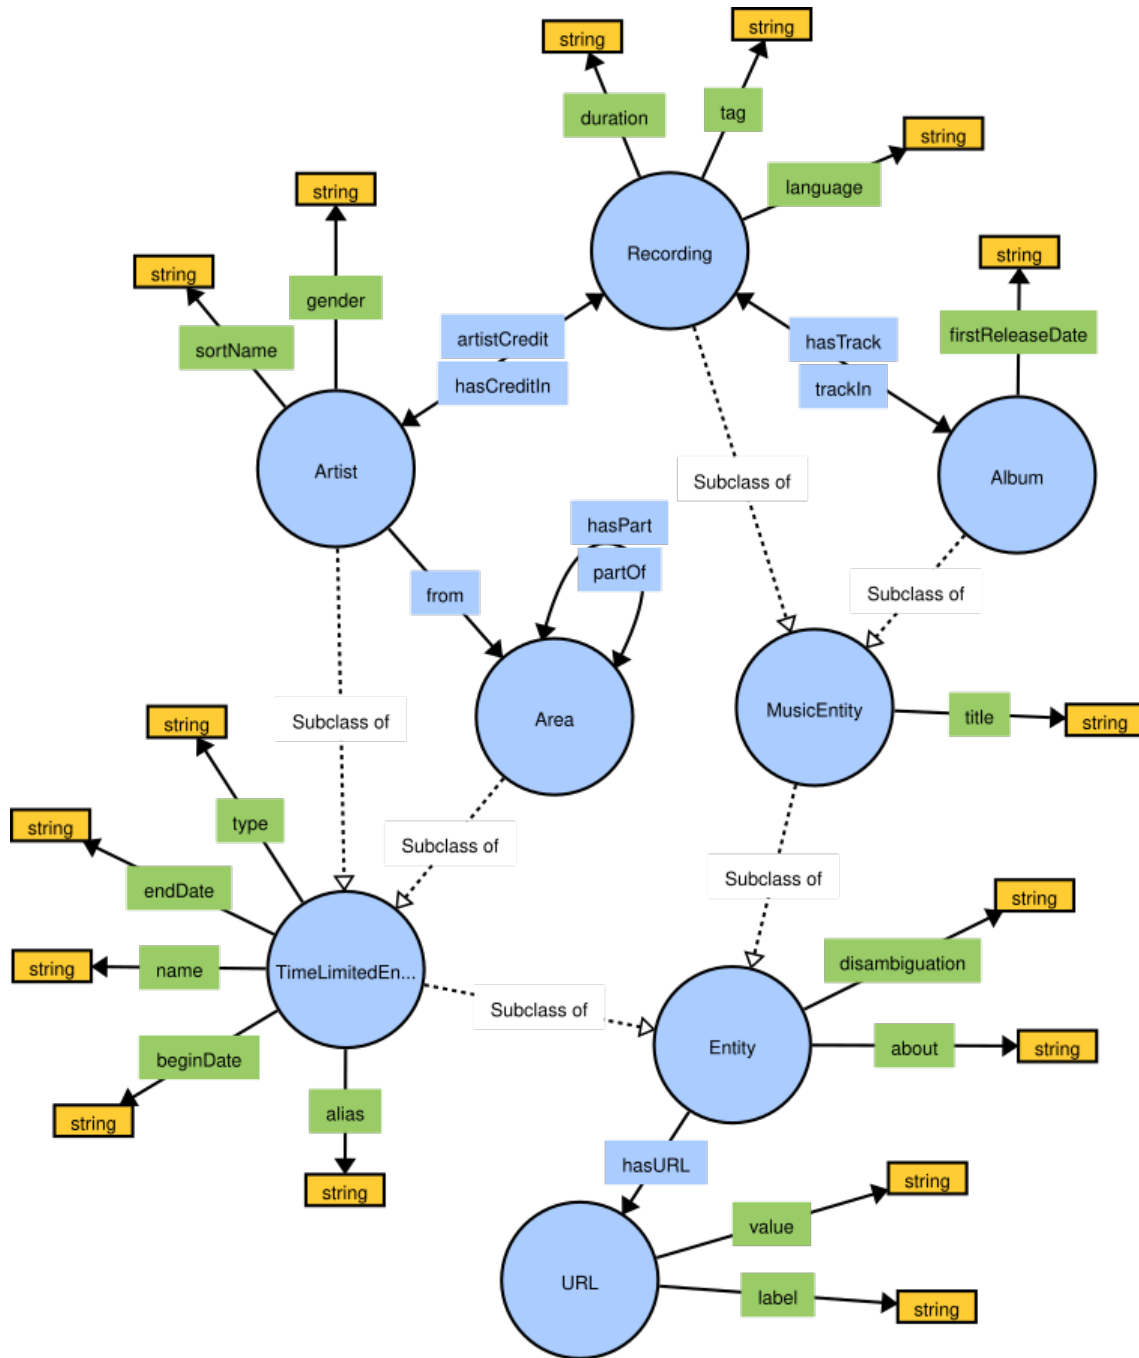 string
string
duration
tag
string
language
string
gender
string
sortName
Recording
string
firstReleaseDate
artistCredit
hasCreditIn
hasTrack
trackIn
Artist
Album
Subclass of
hasPart
partOf
from
Subclass of
Subclass of
Area
MusicEntity
title
string
string
type
string
endDate
Subclass of
Subclass of
string
name
TimeLimitedEn...
Subclass of
string
disambiguation
Entity
about
string
beginDate
string
alias
string
hasURL
string
value
URL
label
string